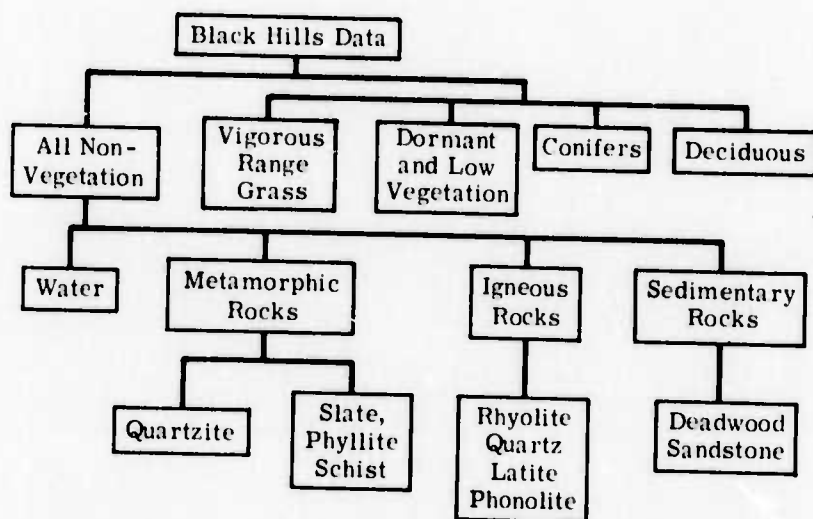 Black Hills Data
All Non-
Vegetation
Vigorous
Range
Grass
Dormant
and Low
Vegetation
Conifers
Deciduous
Water
Metamorphic
Rocks
Igneous
Rocks
Sedimentary
Rocks
Quartzite
Slate,
Phyllite
Schist
Rhyolite
Quartz
Latite
Phonolite
Deadwood
Sandstone